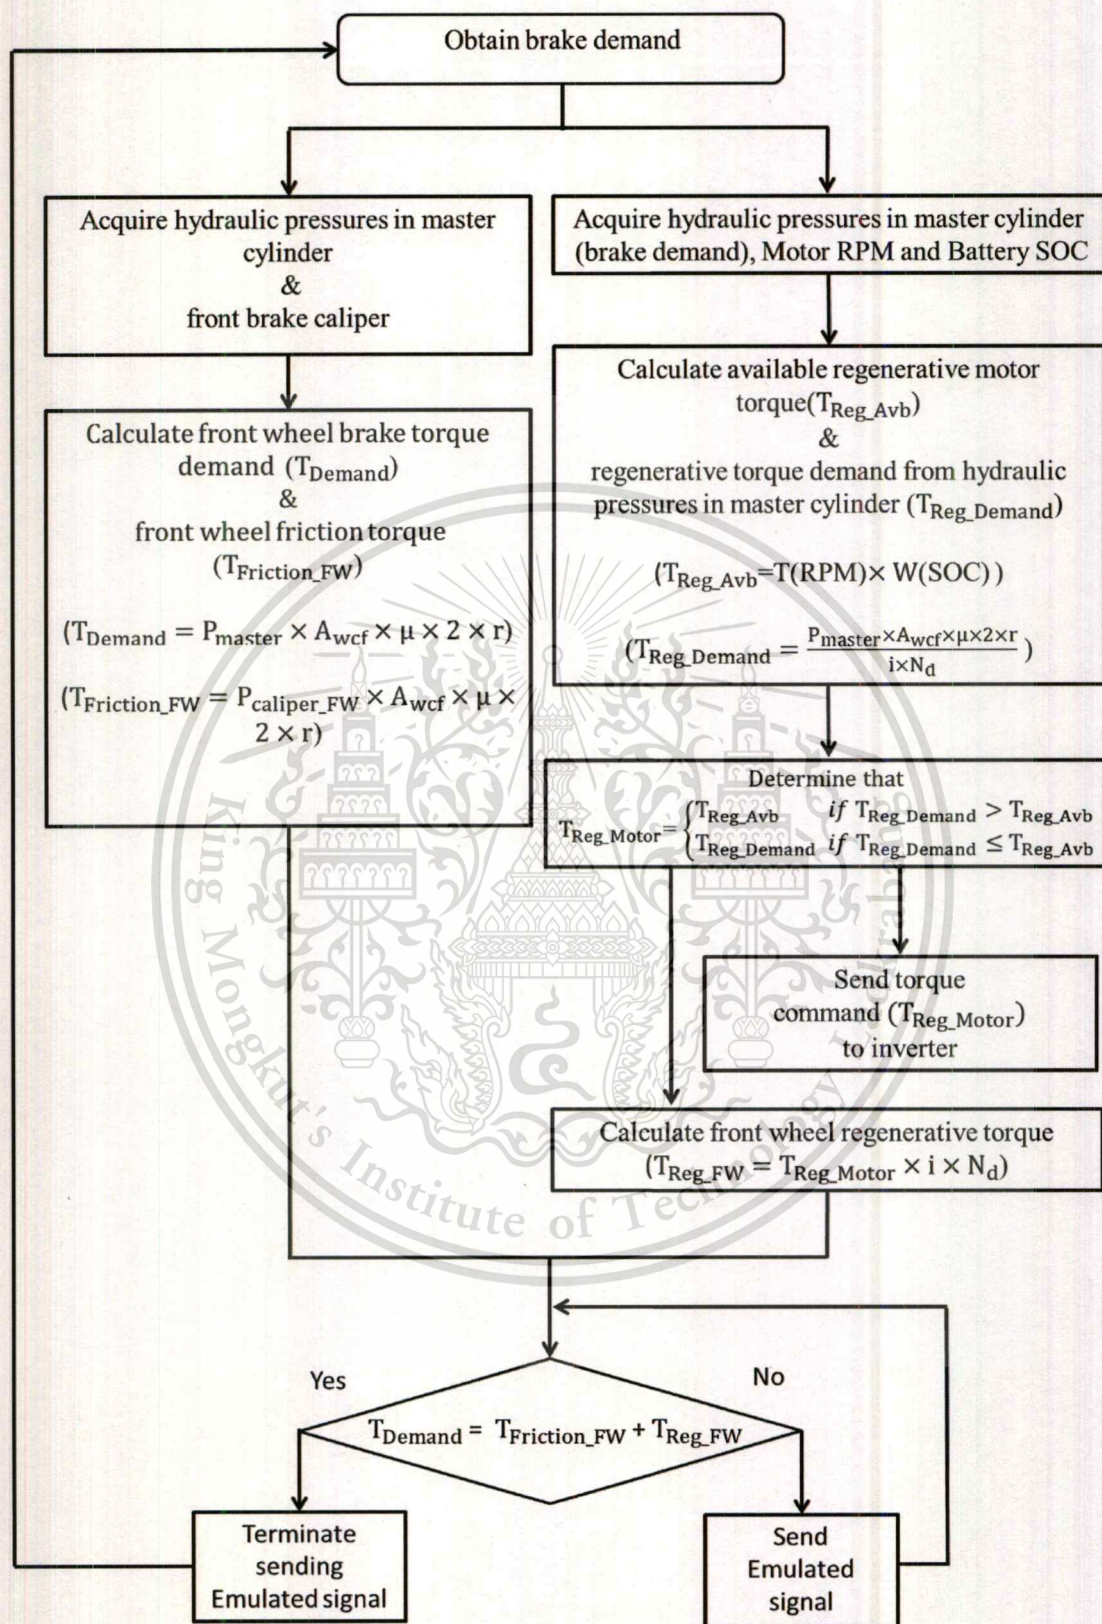 Obtain brake demand
Acquire hydraulic pressures in master
cylinder
&
front brake caliper
Acquire hydraulic pressures in master cylinder
(brake demand), Motor RPM and Battery SOC
Calculate front wheel brake torque
demand (T_Demand)
&
front wheel friction torque
(T_Friction_FW)
(T_Demand = P_master × A_wcf × μ × 2 × r)
(T_Friction_FW = P_caliper_FW × A_wcf × μ ×
2 × r)
Calculate available regenerative motor
torque(T_Reg_Avb)
&
regenerative torque demand from hydraulic
pressures in master cylinder (T_Reg_Demand)
(T_Reg_Avb=T(RPM)× W(SOC))
(T_Reg_Demand = P_master×A_wcf×μ×2×r / i×N_d)
Determine that
T_Reg_Motor= { T_Reg_Avb if T_Reg_Demand > T_Reg_Avb
T_Reg_Demand if T_Reg_Demand ≤ T_Reg_Avb
Send torque
command (T_Reg_Motor)
to inverter
Calculate front wheel regenerative torque
(T_Reg_FW = T_Reg_Motor × i × N_d)
King Mongkut's Institute of Technology
Yes
No
T_Demand = T_Friction_FW + T_Reg_FW
Terminate
sending
Emulated signal
Send
Emulated
signal